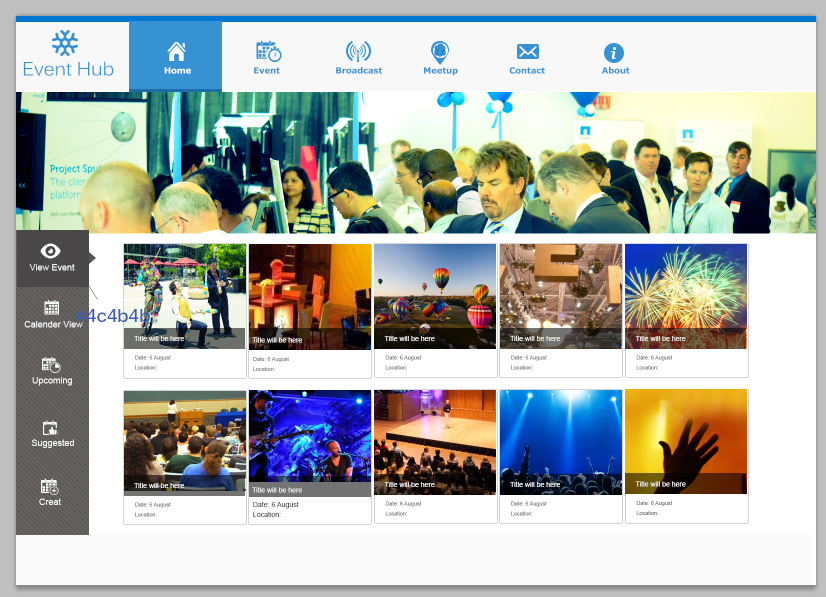 Event Hub
Home
Event
Broadcast
Meetup
Contact
About
Project
The clie
platform
View Event
Calender View
Upcoming
Suggested
Creat
Title will be here
Date: 6 August
Location:
Title will be here
Date: 6 August
Location:
Title will be here
Date: 6 August
Location:
Title will be here
Date: 6 August
Location:
Title will be here
Date: 6 August
Location:
Title will be here
Date: 6 August
Location:
Title will be here
Date: 6 August
Location:
Title will be here
Date: 6 August
Location:
Title will be here
Date: 6 August
Location:
Title will be here
Date: 6 August
Location: